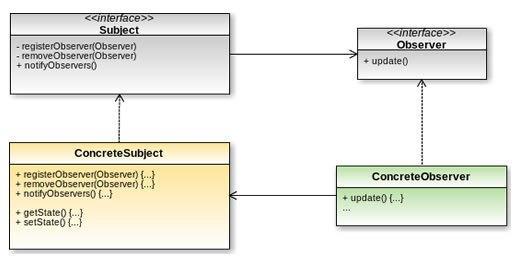 <<interface>>
Subject
- registerObserver(Observer)
- removeObserver(Observer)
+ notifyObservers()
<<interface>>
Observer
+ update()
ConcreteSubject
+ registerObserver(Observer) {...}
+ removeObserver(Observer) {...}
+ notifyObservers() {...}
+ getState() {...}
+ setState() {...}
ConcreteObserver
+ update() {...}
...